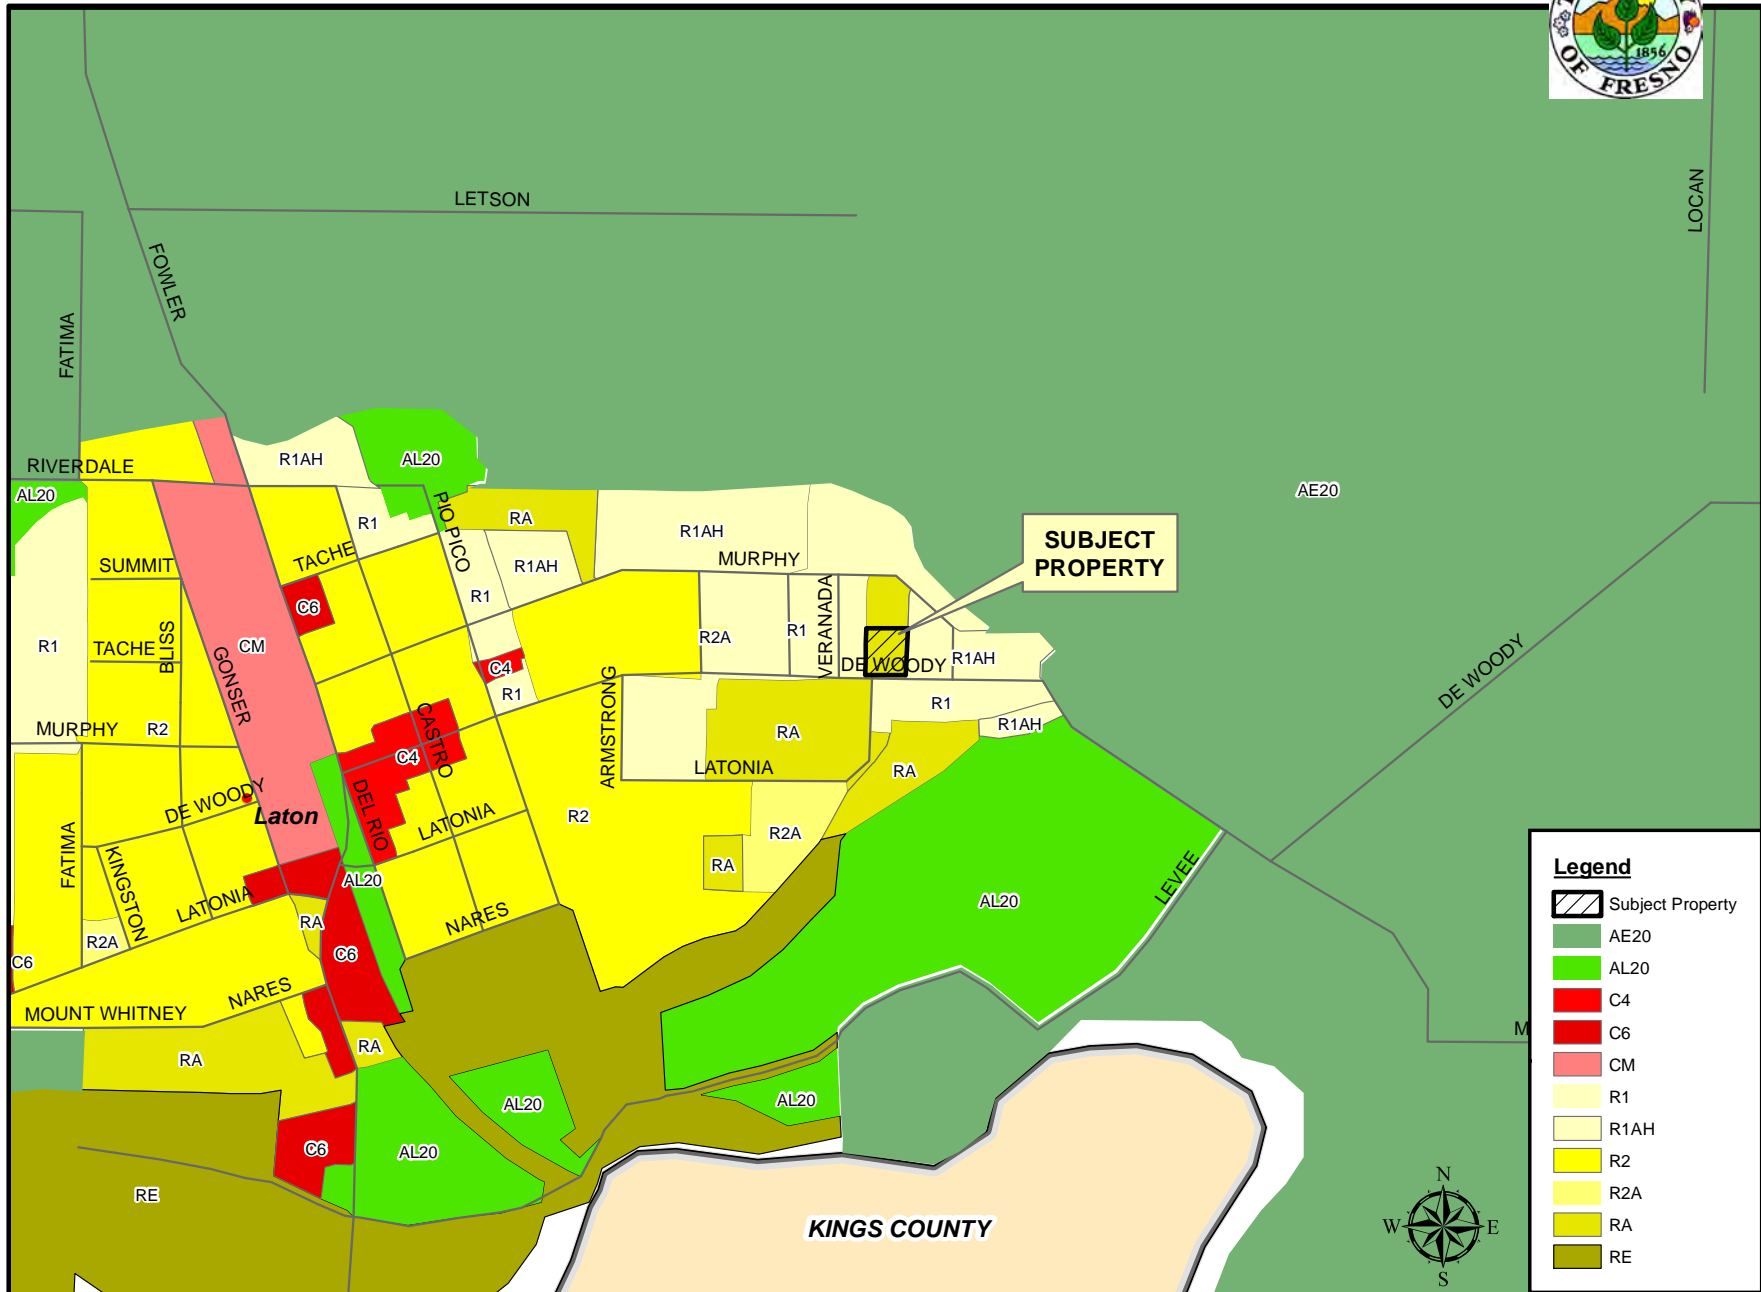 1856
OF FRESNO
LETSON
LOCAN
FOWLER
FATIMA
RIVERDALE
R1AH
AL20
AL20
AE20
R1
PIO PICO
RA
R1AH
MURPHY
SUBJECT
PROPERTY
SUMMIT
TACHE
R1AH
R1
C6
VERANADA
R1
R2A
TACHE
BLISS
CM
R1
C4
DE WOODY
R1AH
GONSER
R1
ARMSTRONG
DE WOODY
MURPHY
R2
CASTRO
C4
R1
R1AH
RA
LATONIA
RA
DE WOODY
Laton
DEL RIO
LATONIA
R2
R2A
FATIMA
KINGSTON
RA
LATONIA
AL20
RA
NARES
AL20
LEVEE
R2A
C6
C6
NARES
MOUNT WHITNEY
M
RA
RA
AL20
AL20
C6
AL20
RE
KINGS COUNTY
N
W
E
S
Legend
Subject Property
AE20
AL20
C4
C6
CM
R1
R1AH
R2
R2A
RA
RE